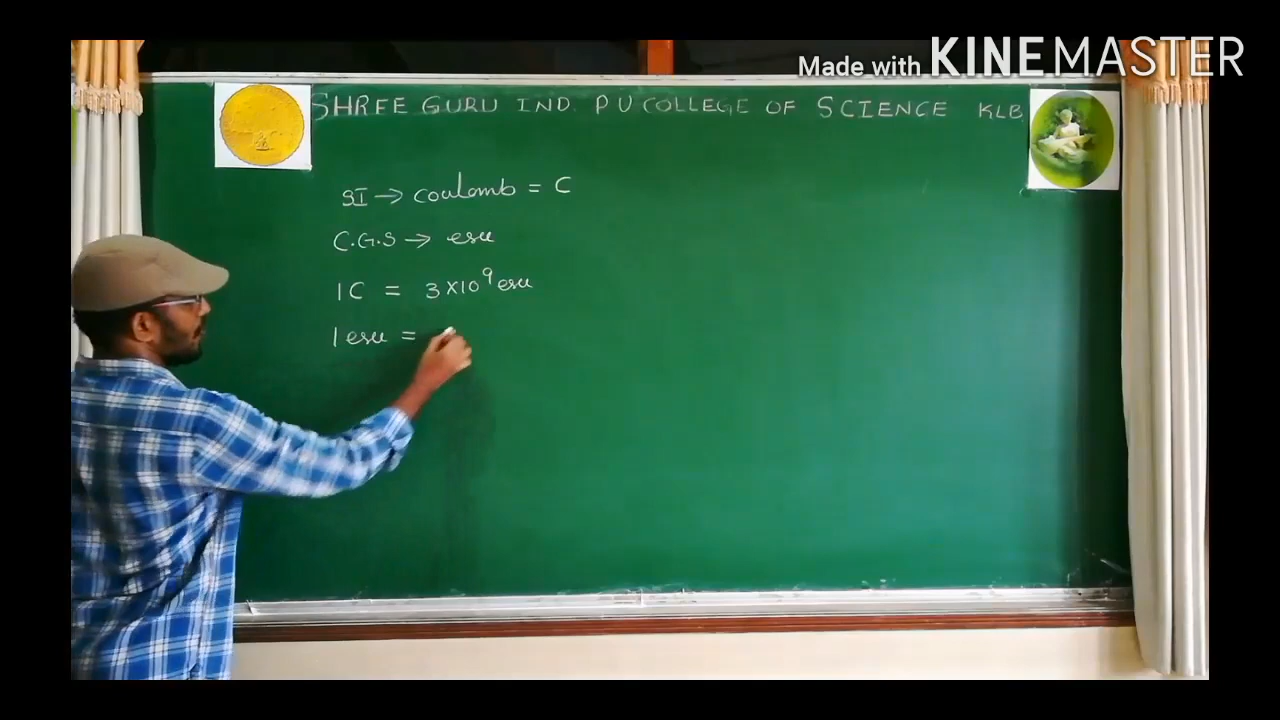 Made with KINEMASTER
SHREE GURU IND. PU COLLEGE OF SCIENCE KLB
SI → coulomb = C
C.G.S → esu
1C = 3×10⁹ esu
1 esu =